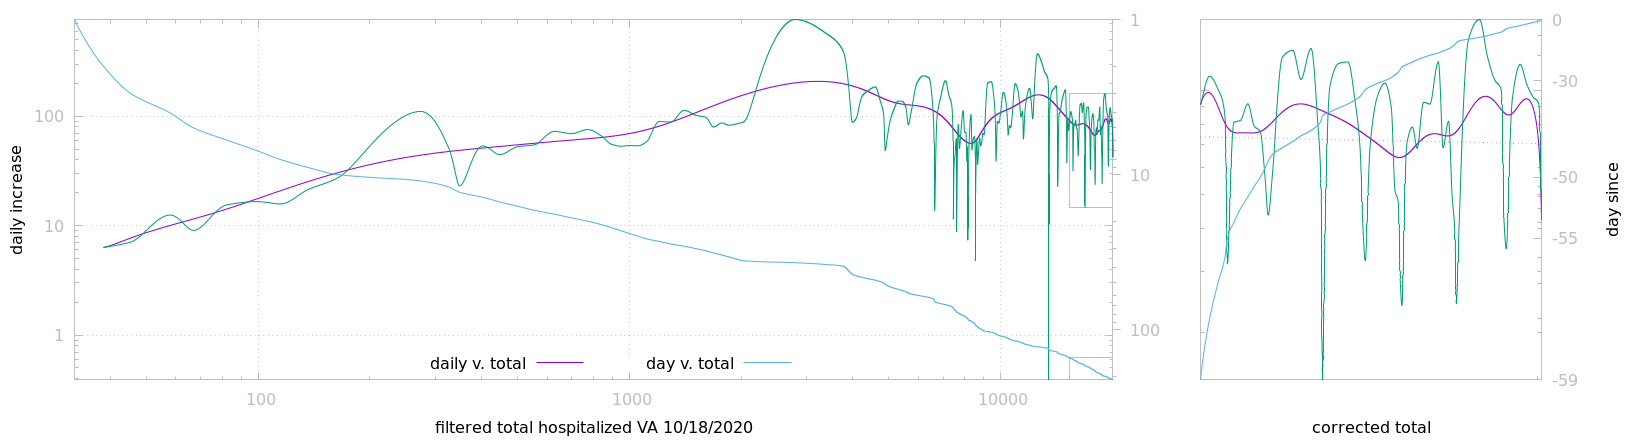 daily increase
100
10
1
1
10
100
daily v. total
day v. total
100
1000
10000
filtered total hospitalized VA 10/18/2020
0
-30
-50
-55
-59
day since
corrected total